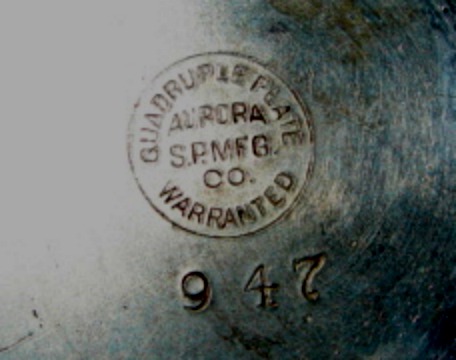 QUADRUPLE PLATE
AURORA
S.P.MFG.
CO.
WARRANTED
947